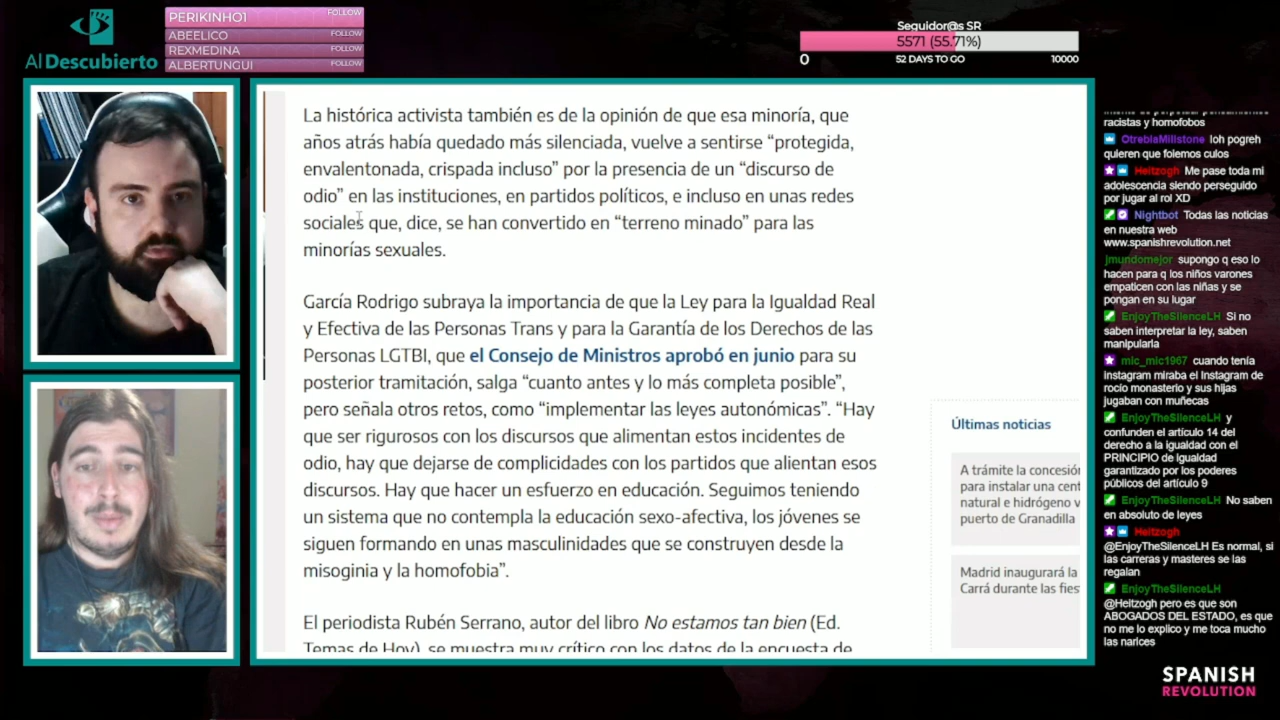 Al Descubierto
PERIKINHO1 FOLLOW
ABEELICO FOLLOW
REXMEDINA FOLLOW
ALBERTUNGUI FOLLOW
Seguidor@s SR
5571 (55.71%)
0 52 DAYS TO GO 10000
La histórica activista también es de la opinión de que esa minoría, que
años atrás había quedado más silenciada, vuelve a sentirse “protegida,
envalentonada, crispada incluso” por la presencia de un “discurso de
odio” en las instituciones, en partidos políticos, e incluso en unas redes
sociales que, dice, se han convertido en “terreno minado” para las
minorías sexuales.
García Rodrigo subraya la importancia de que la Ley para la Igualdad Real
y Efectiva de las Personas Trans y para la Garantía de los Derechos de las
Personas LGTBI, que el Consejo de Ministros aprobó en junio para su
posterior tramitación, salga “cuanto antes y lo más completa posible”,
pero señala otros retos, como “implementar las leyes autonómicas”. “Hay
que ser rigurosos con los discursos que alimentan estos incidentes de
odio, hay que dejarse de complicidades con los partidos que alientan esos
discursos. Hay que hacer un esfuerzo en educación. Seguimos teniendo
un sistema que no contempla la educación sexo-afectiva, los jóvenes se
siguen formando en unas masculinidades que se construyen desde la
misoginia y la homofobia”.
El periodista Rubén Serrano, autor del libro No estamos tan bien (Ed.
Temas de Hoy), se muestra muy crítico con los datos de la encuesta de
Últimas noticias
A trámite la concesión
para instalar una cent
natural e hidrógeno v
puerto de Granadilla
Madrid inaugurará la
Carrá durante las fies
racistas y homofobos
OtrebiaMillstone loh pogreh
quieren que folemos culos
Heitzogh Me pase toda mi
adolescencia siendo perseguido
por jugar al rol XD
Nightbot Todas las noticias
en nuestra web
www.spanishrevolution.net
jmundomejor supongo q eso lo
hacen para q los niños varones
empaticen con las niñas y se
pongan en su lugar
EnjoyTheSilenceLH Si no
saben interpretar la ley, saben
manipularla
mic_mic1967 cuando tenía
instagram miraba el Instagram de
rocío monasterio y sus hijas
jugaban con muñecas
EnjoyTheSilenceLH y
confunden el artículo 14 del
derecho a la igualdad con el
PRINCIPIO de Igualdad
garantizado por los poderes
públicos del artículo 9
EnjoyTheSilenceLH No saben
en absoluto de leyes
Heitzogh
@EnjoyTheSilenceLH Es normal, si
las carreras y masteres se las
regalan
EnjoyTheSilenceLH
@Heitzogh pero es que son
ABOGADOS DEL ESTADO, es que
no me lo explico y me toca mucho
las narices
SPANISH
REVOLUTION